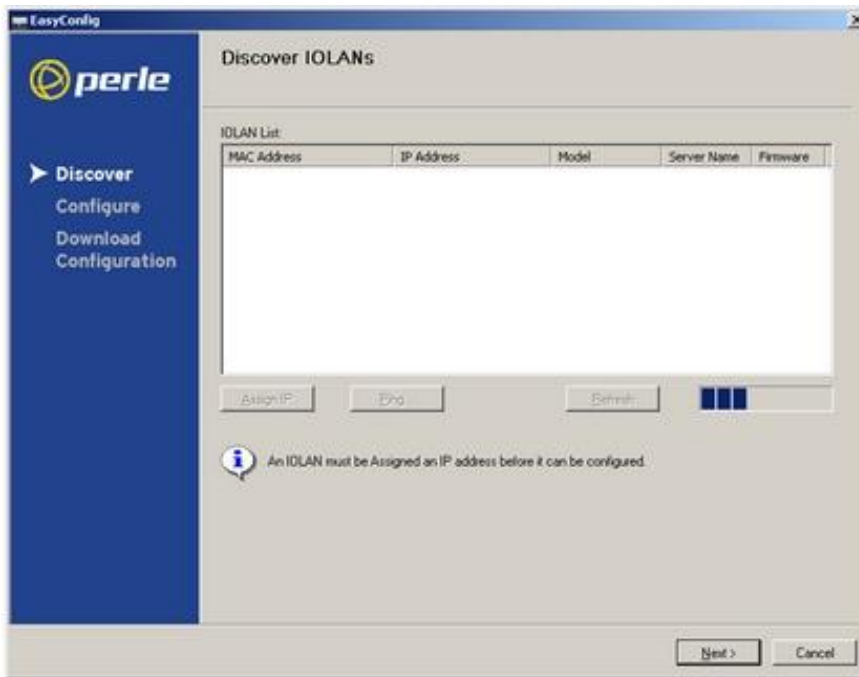 EasyConfig
perle
Discover
Configure
Download
Configuration
Discover IOLANs
IOLAN List:
MAC Address IP Address Model Server Name Firmware
Assign IP Ping Refresh
An IOLAN must be Assigned an IP address before it can be configured.
Next > Cancel